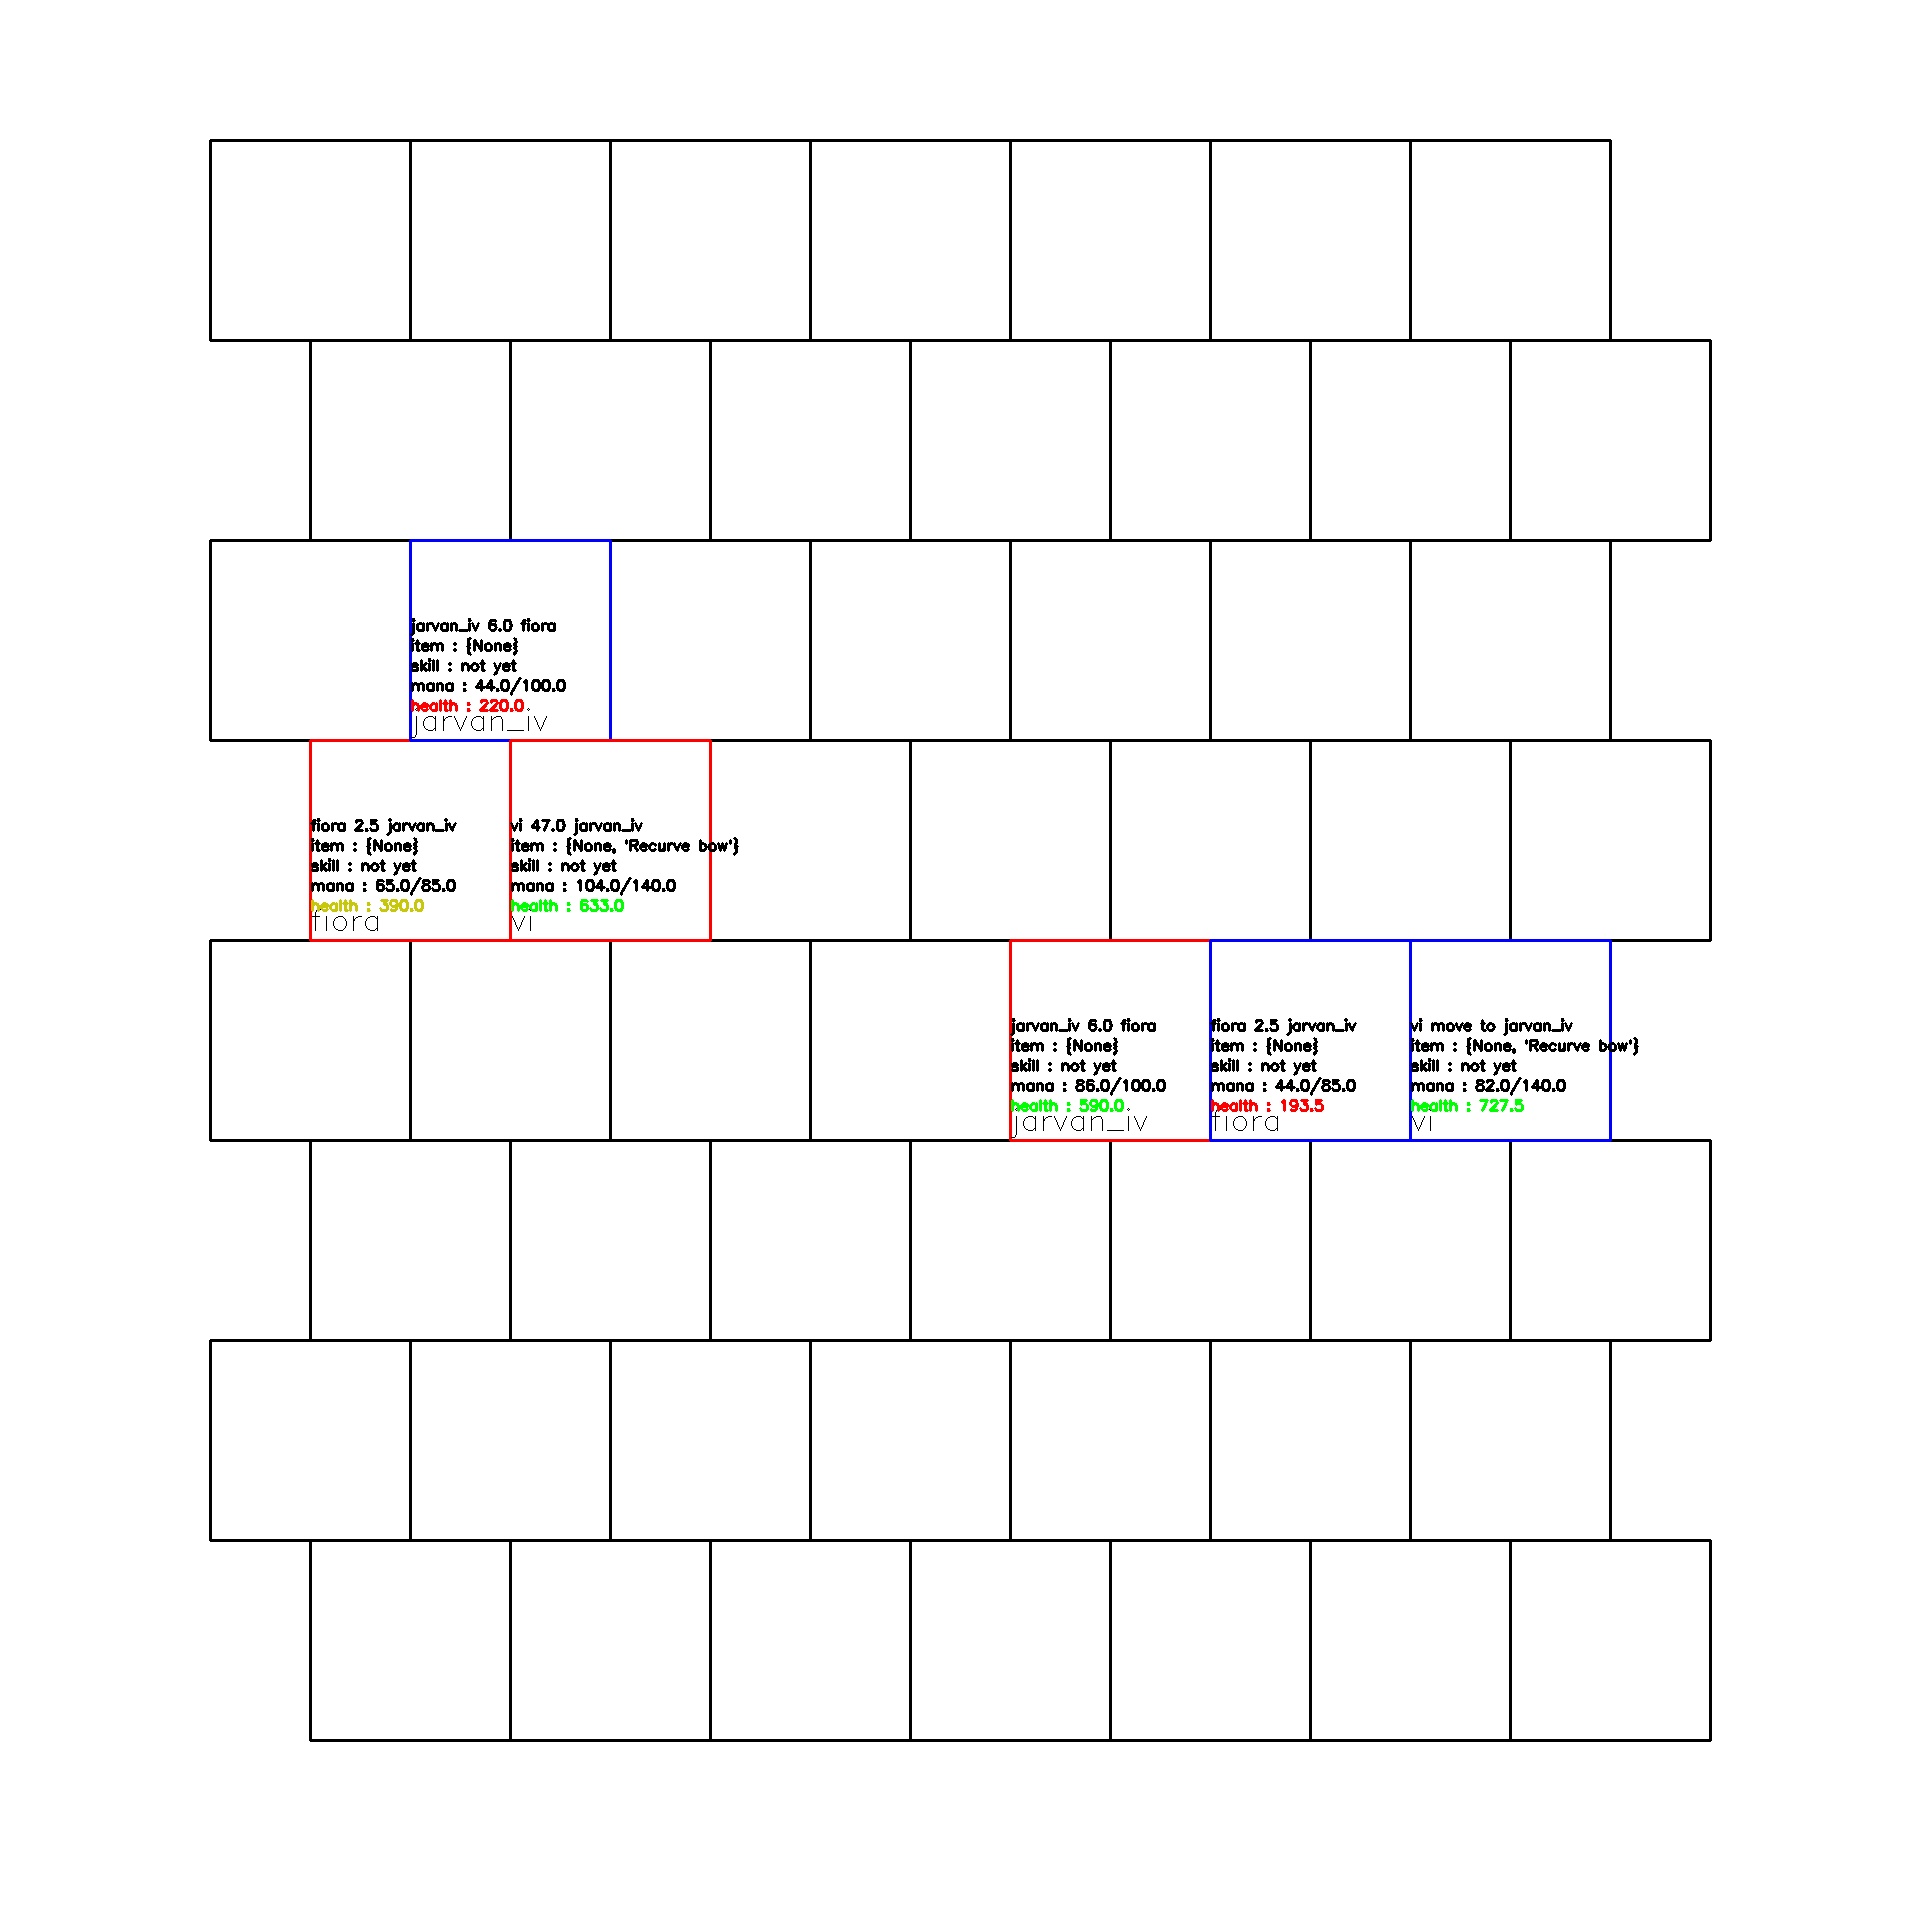 jarvan_iv 6.0 fiora
item : {None}
skill : not yet
mana : 44.0/100.0
health : 220.0
jarvan_iv
fiora 2.5 jarvan_iv
item : {None}
skill : not yet
mana : 65.0/85.0
health : 390.0
fiora
vi 47.0 jarvan_iv
item : {None, 'Recurve bow'}
skill : not yet
mana : 104.0/140.0
health : 633.0
vi
jarvan_iv 6.0 fiora
item : {None}
skill : not yet
mana : 86.0/100.0
health : 590.0
jarvan_iv
fiora 2.5 jarvan_iv
item : {None}
skill : not yet
mana : 44.0/85.0
health : 193.5
fiora
vi move to jarvan_iv
item : {None, 'Recurve bow'}
skill : not yet
mana : 82.0/140.0
health : 727.5
vi